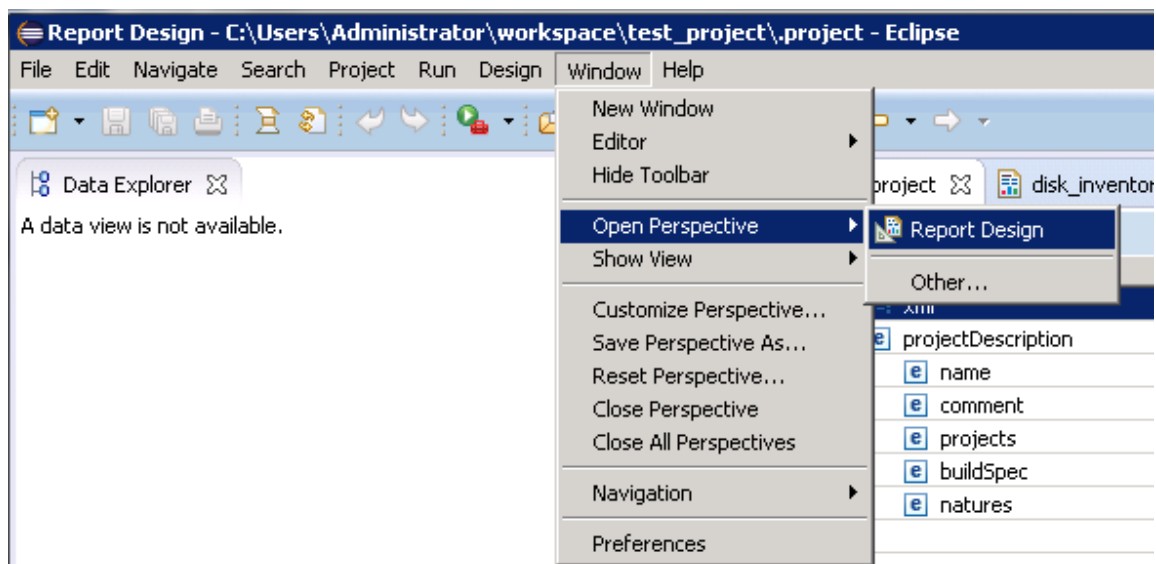 Report Design - C:\Users\Administrator\workspace\test_project\.project - Eclipse
File Edit Navigate Search Project Run Design Window Help
New Window
Editor
Hide Toolbar
Open Perspective
Show View
Customize Perspective...
Save Perspective As...
Reset Perspective...
Close Perspective
Close All Perspectives
Navigation
Preferences
Report Design
Other...
Data Explorer
A data view is not available.
project disk_inventor
xml
e projectDescription
e name
e comment
e projects
e buildSpec
e natures